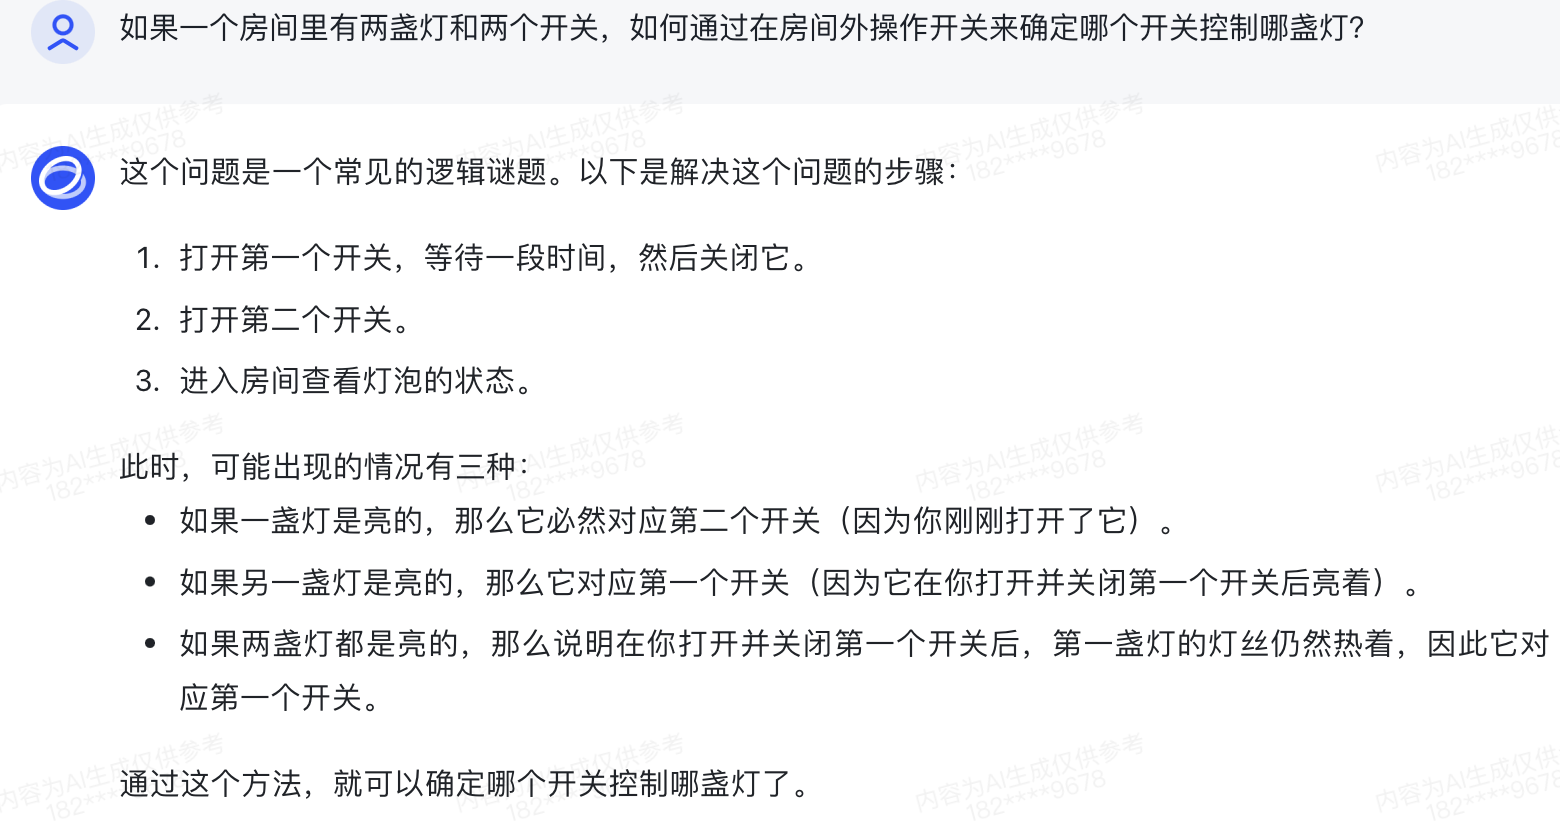 如果一个房间里有两盏灯和两个开关，如何通过在房间外操作开关来确定哪个开关控制哪盏灯？
这个问题是一个常见的逻辑谜题。以下是解决这个问题的步骤：
1. 打开第一个开关，等待一段时间，然后关闭它。
2. 打开第二个开关。
3. 进入房间查看灯泡的状态。
此时，可能出现的情况有三种：
• 如果一盏灯是亮的，那么它必然对应第二个开关（因为你刚刚打开了它）。
• 如果另一盏灯是亮的，那么它对应第一个开关（因为它在你打开并关闭第一个开关后亮着）。
• 如果两盏灯都是亮的，那么说明在你打开并关闭第一个开关后，第一盏灯的灯丝仍然热着，因此它对
应第一个开关。
通过这个方法，就可以确定哪个开关控制哪盏灯了。
内容为AI生成仅供参考
182****9678